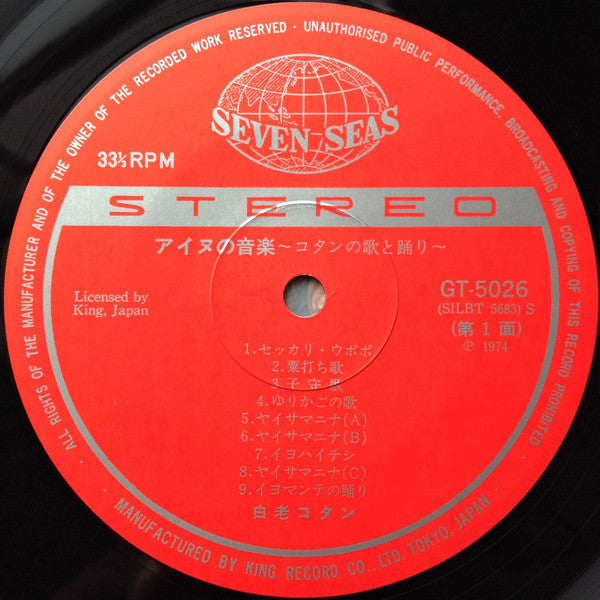 ALL RIGHTS OF THE MANUFACTURER AND OF THE OWNER OF THE RECORDED WORK RESERVED · UNAUTHORISED PUBLIC PERFORMANCE, BROADCASTING AND COPYING OF THIS RECORD PROHIBITED ·
SEVEN SEAS
33⅓RPM
STEREO
アイヌの音楽～コタンの歌と踊り～
Licensed by
King, Japan
GT-5026
(SILBT 5683) S
(第1面)
Ⓟ 1974
1.セッカリ・ウポポ
2.粟打ち歌
3.子守歌
4.ゆりかごの歌
5.ヤイサマニナ(A)
6.ヤイサマニナ(B)
7.イヨハイチシ
8.ヤイサマニナ(C)
9.イヨマンテの踊り
白老コタン
MANUFACTURED BY KING RECORD CO., LTD. TOKYO, JAPAN ·